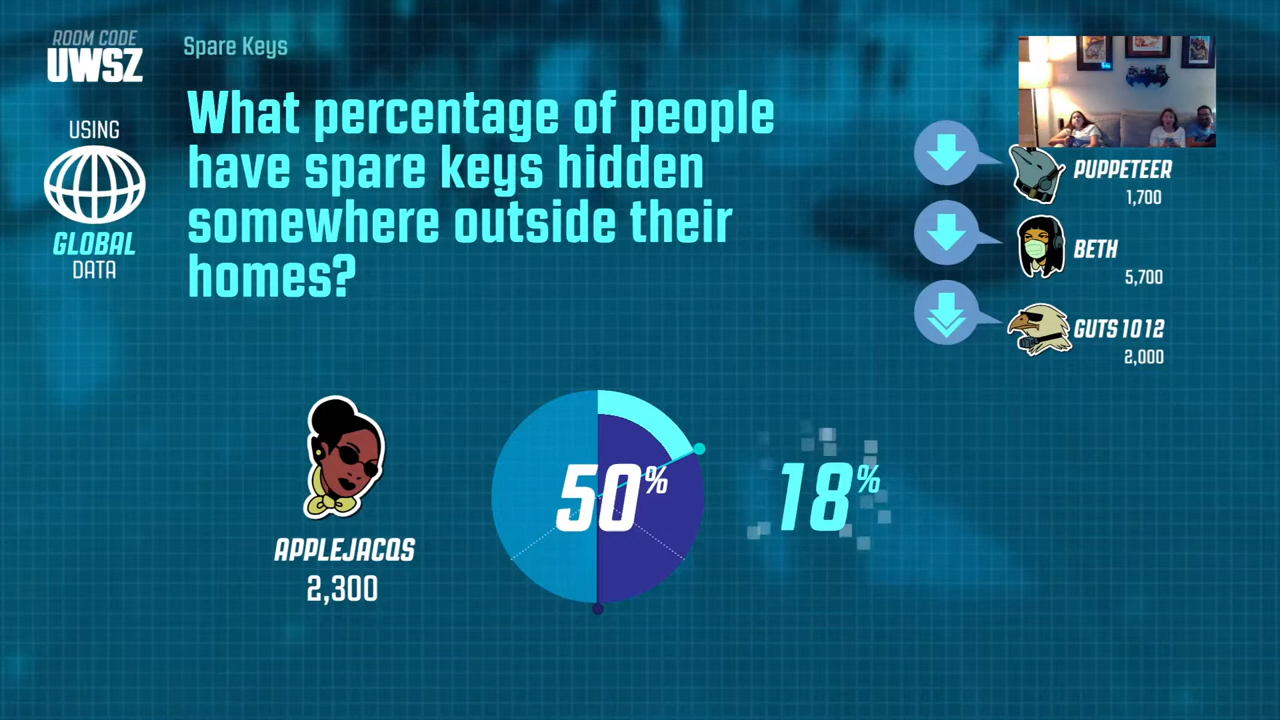 ROOM CODE
UWSZ
Spare Keys
USING
GLOBAL
DATA
What percentage of people
have spare keys hidden
somewhere outside their
homes?
PUPPETEER
1,700
BETH
5,700
GUTS1012
2,000
APPLEJACQS
2,300
50%
18%